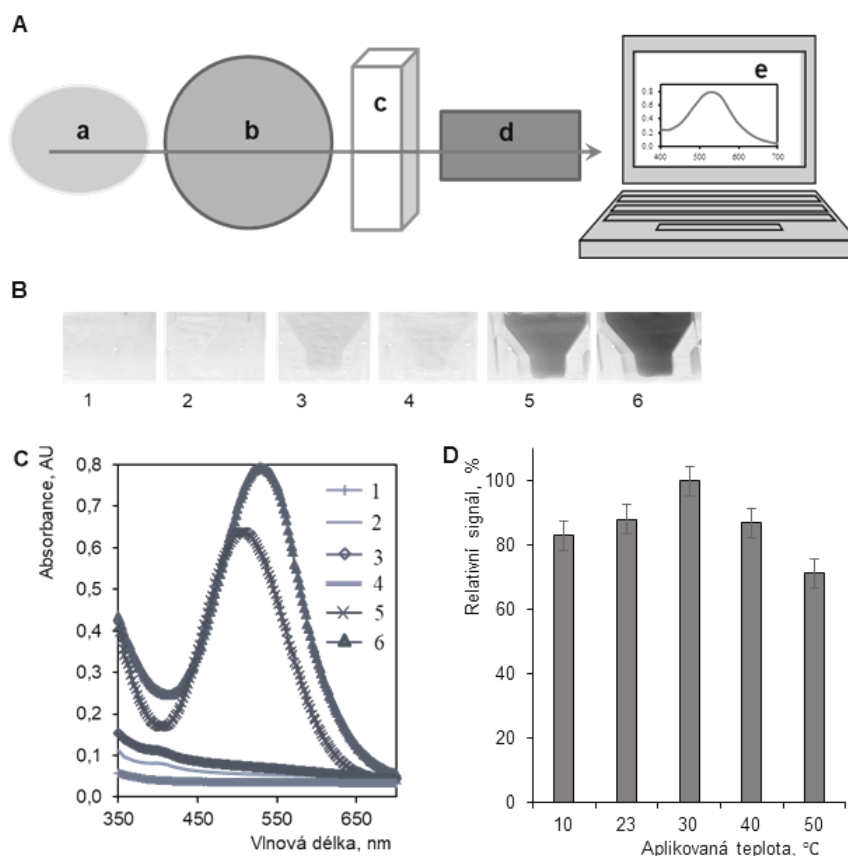 A
a
b
c
d
e
0.8
0.6
0.4
0.2
0.0
400 500 600 700
B
1 2 3 4 5 6
C
Absorbance, AU
0,8
0,7
0,6
0,5
0,4
0,3
0,2
0,1
0,0
350 450 550 650
Vlnová délka, nm
1
2
3
4
5
6
D
Relativní signál, %
100
80
60
40
20
0
10 23 30 40 50
Aplikovaná teplota, °C